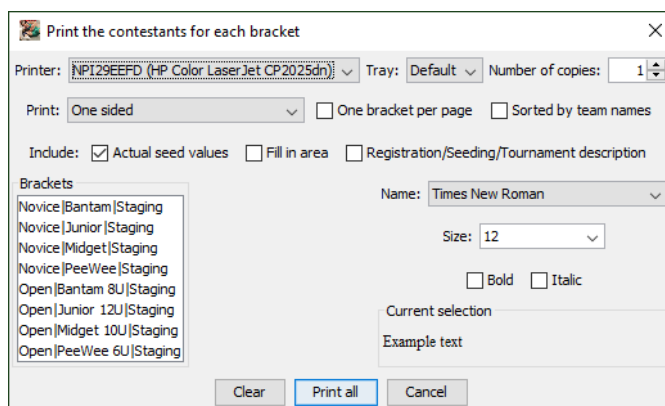 Print the contestants for each bracket
Printer: NPI29EEFD (HP Color LaserJet CP2025dn) Tray: Default Number of copies: 1
Print: One sided One bracket per page Sorted by team names
Include: Actual seed values Fill in area Registration/Seeding/Tournament description
Brackets
Novice|Bantam|Staging
Novice|Junior|Staging
Novice|Midget|Staging
Novice|PeeWee|Staging
Open|Bantam 8U|Staging
Open|Junior 12U|Staging
Open|Midget 10U|Staging
Open|PeeWee 6U|Staging
Name: Times New Roman
Size: 12
Bold Italic
Current selection
Example text
Clear Print all Cancel